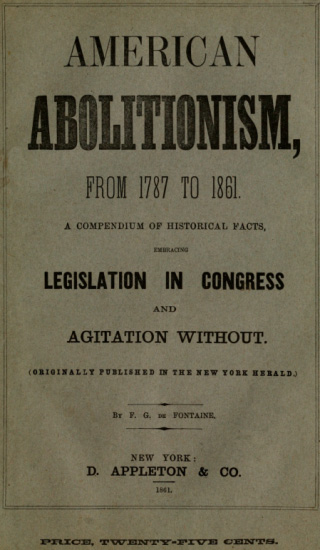 AMERICAN
ABOLITIONISM,
FROM 1787 TO 1861.
A COMPENDIUM OF HISTORICAL FACTS,
EMBRACING
LEGISLATION IN CONGRESS
AND
AGITATION WITHOUT.
(ORIGINALLY PUBLISHED IN THE NEW YORK HERALD.)
BY F. G. DE FONTAINE.
NEW YORK:
D. APPLETON & CO.
1861.
PRICE, TWENTY-FIVE CENTS.